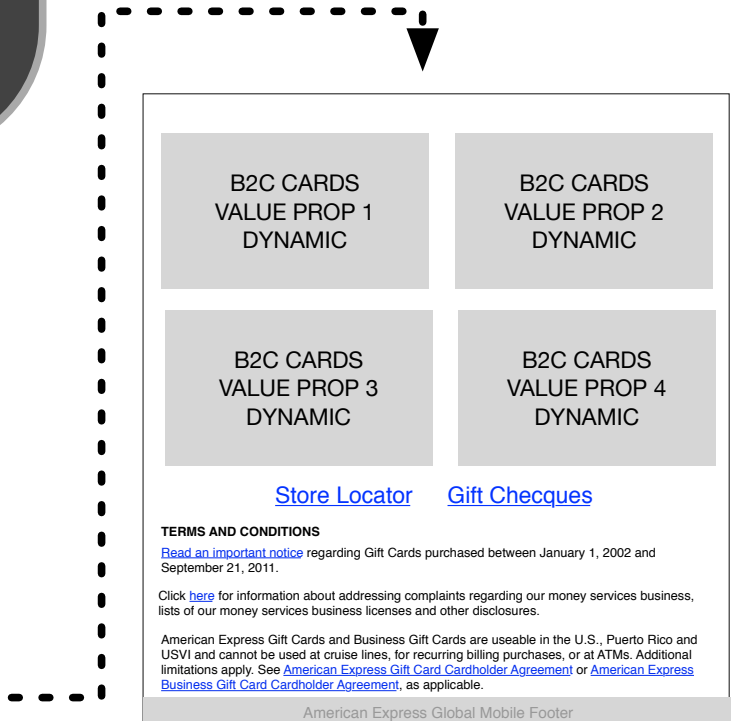 B2C CARDS
VALUE PROP 1
DYNAMIC
B2C CARDS
VALUE PROP 2
DYNAMIC
B2C CARDS
VALUE PROP 3
DYNAMIC
B2C CARDS
VALUE PROP 4
DYNAMIC
Store Locator Gift Checques
TERMS AND CONDITIONS
Read an important notice regarding Gift Cards purchased between January 1, 2002 and
September 21, 2011.
Click here for information about addressing complaints regarding our money services business,
lists of our money services business licenses and other disclosures.
American Express Gift Cards and Business Gift Cards are useable in the U.S., Puerto Rico and
USVI and cannot be used at cruise lines, for recurring billing purchases, or at ATMs. Additional
limitations apply. See American Express Gift Card Cardholder Agreement or American Express
Business Gift Card Cardholder Agreement, as applicable.
American Express Global Mobile Footer